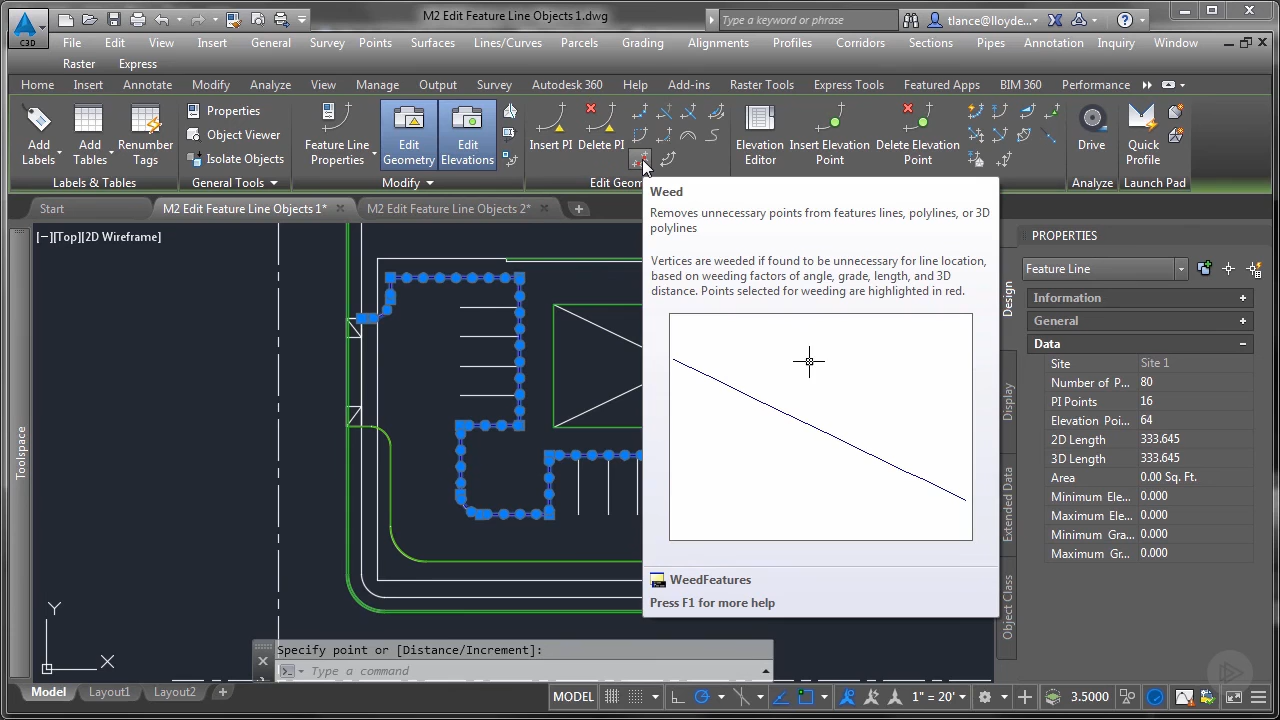 M2 Edit Feature Line Objects 1.dwg
Type a keyword or phrase
tlance@lloyde...
C3D
File Edit View Insert General Survey Points Surfaces Lines/Curves Parcels Grading Alignments Profiles Corridors Sections Pipes Annotation Inquiry Window
Raster Express
Home Insert Annotate Modify Analyze View Manage Output Survey Autodesk 360 Help Add-ins Raster Tools Express Tools Featured Apps BIM 360 Performance
Add Labels
Add Tables
Renumber Tags
Labels & Tables
Properties
Object Viewer
Isolate Objects
General Tools
Feature Line Properties
Edit Geometry
Edit Elevations
Modify
Insert PI
Delete PI
Edit Geom
Elevation Editor
Insert Elevation Point
Delete Elevation Point
Drive
Analyze
Quick Profile
Launch Pad
Start
M2 Edit Feature Line Objects 1*
M2 Edit Feature Line Objects 2*
[−][Top][2D Wireframe]
Toolspace
Weed
Removes unnecessary points from features lines, polylines, or 3D
polylines
Vertices are weeded if found to be unnecessary for line location,
based on weeding factors of angle, grade, length, and 3D
distance. Points selected for weeding are highlighted in red.
WeedFeatures
Press F1 for more help
PROPERTIES
Feature Line
Information
General
Data
Site Site 1
Number of P... 80
PI Points 16
Elevation Poi... 64
2D Length 333.645
3D Length 333.645
Area 0.00 Sq. Ft.
Minimum Ele... 0.000
Maximum Ele... 0.000
Minimum Gra... 0.000
Maximum Gr... 0.000
Design
Display
Extended Data
Object Class
Y
X
Specify point or [Distance/Increment]:
Type a command
Model Layout1 Layout2
MODEL
1" = 20'
3.5000